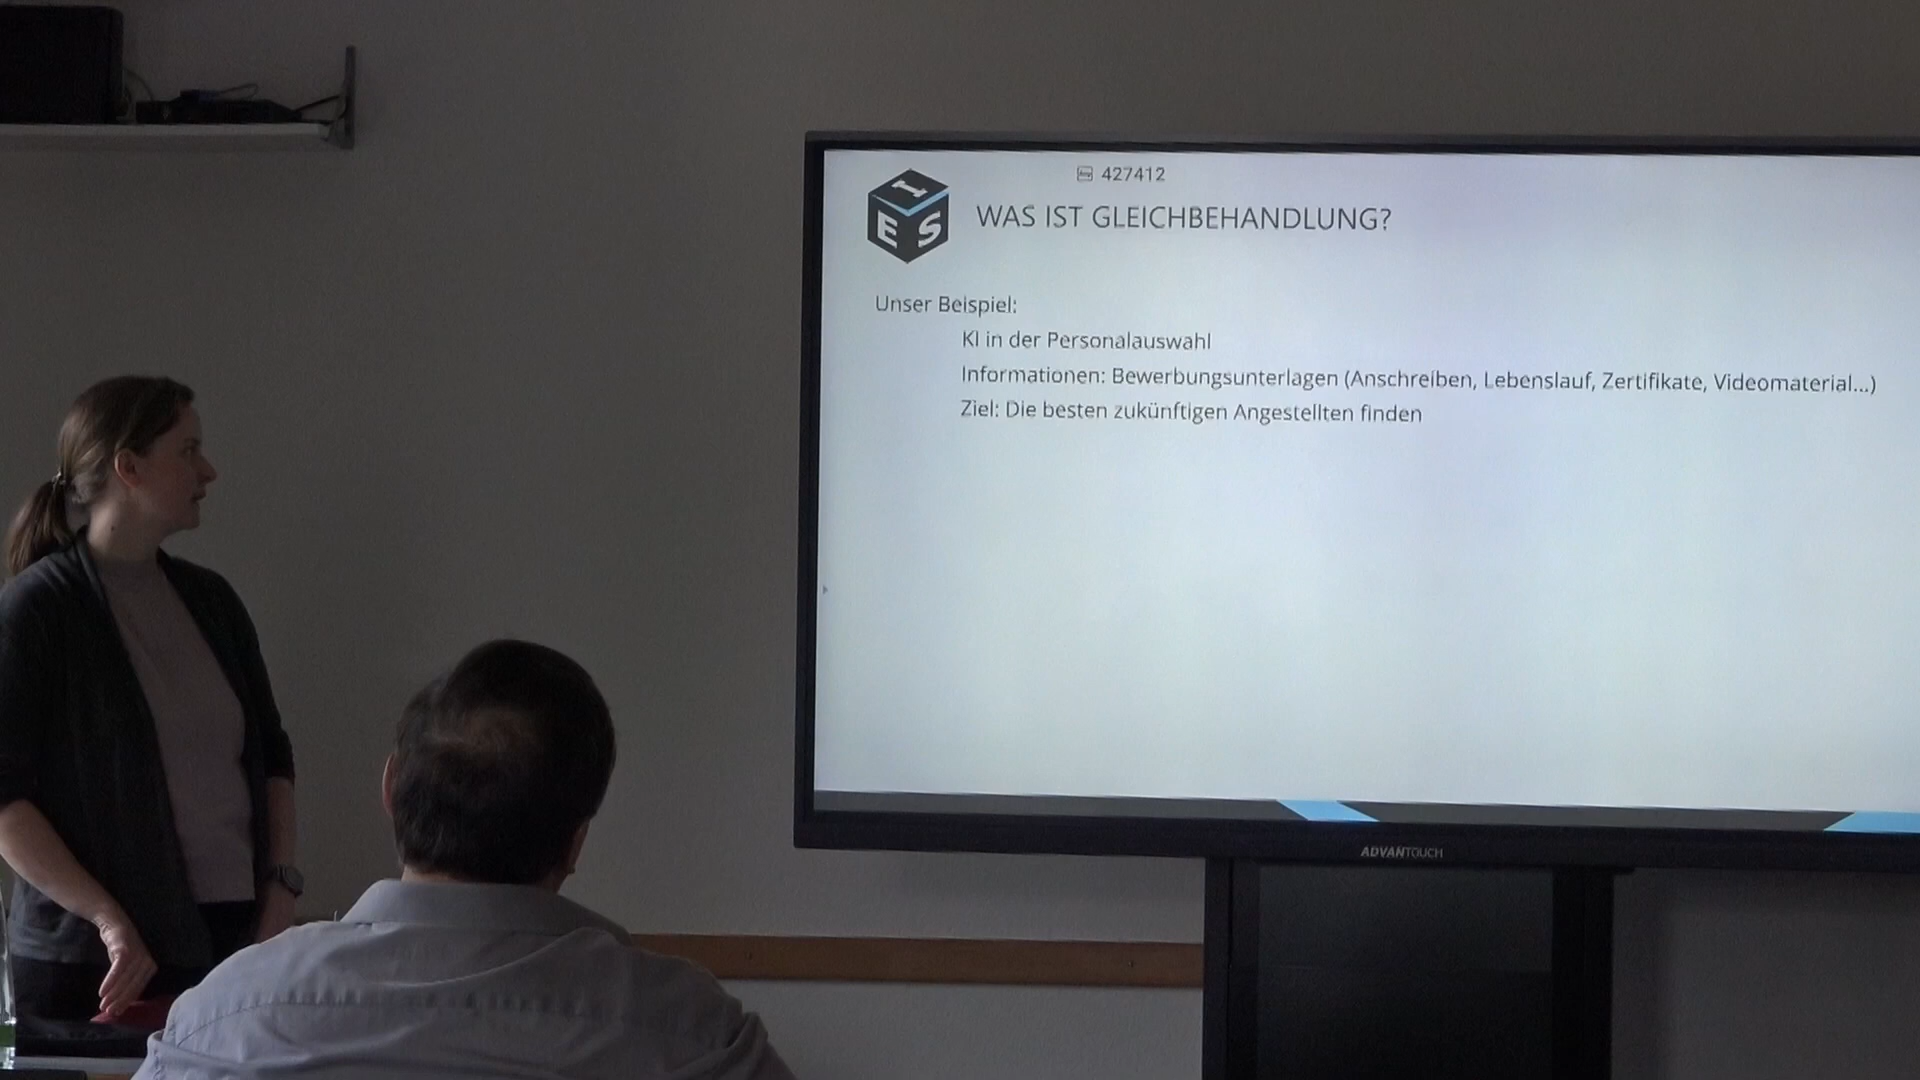 427412
I
E S
WAS IST GLEICHBEHANDLUNG?
Unser Beispiel:
KI in der Personalauswahl
Informationen: Bewerbungsunterlagen (Anschreiben, Lebenslauf, Zertifikate, Videomaterial...)
Ziel: Die besten zukünftigen Angestellten finden
ADVANTOUCH